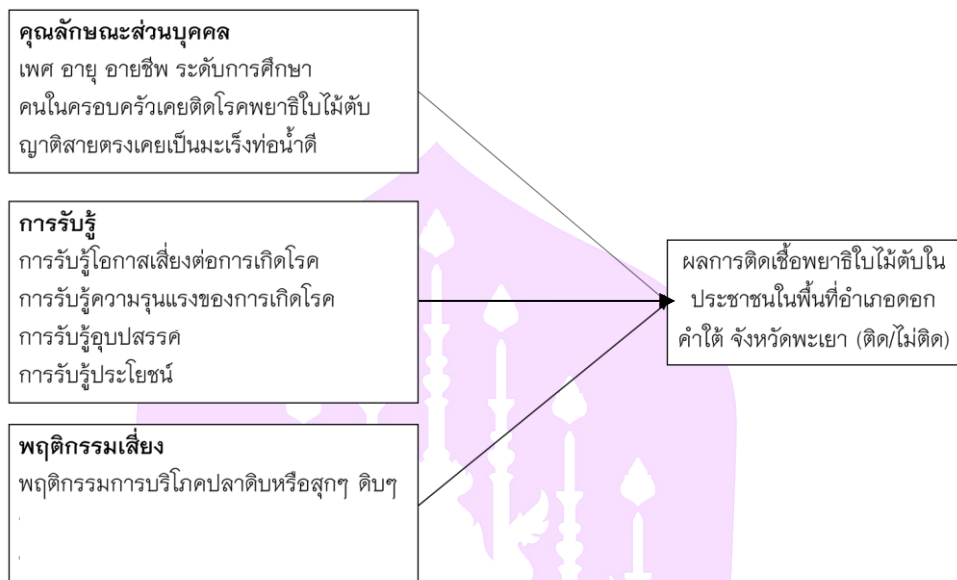 คุณลักษณะส่วนบุคคล
เพศ อายุ อายชีพ ระดับการศึกษา
คนในครอบครัวเคยติดโรคพยาธิใบไม้ตับ
ญาติสายตรงเคยเป็นมะเร็งท่อน้ำดี
การรับรู้
การรับรู้โอกาสเสี่ยงต่อการเกิดโรค
การรับรู้ความรุนแรงของการเกิดโรค
การรับรู้อุบปสรรค
การรับรู้ประโยชน์
พฤติกรรมเสี่ยง
พฤติกรรมการบริโภคปลาดิบหรือสุกๆ ดิบๆ
ผลการติดเชื้อพยาธิใบไม้ตับใน
ประชาชนในพื้นที่อำเภอดอก
คำใต้ จังหวัดพะเยา (ติด/ไม่ติด)